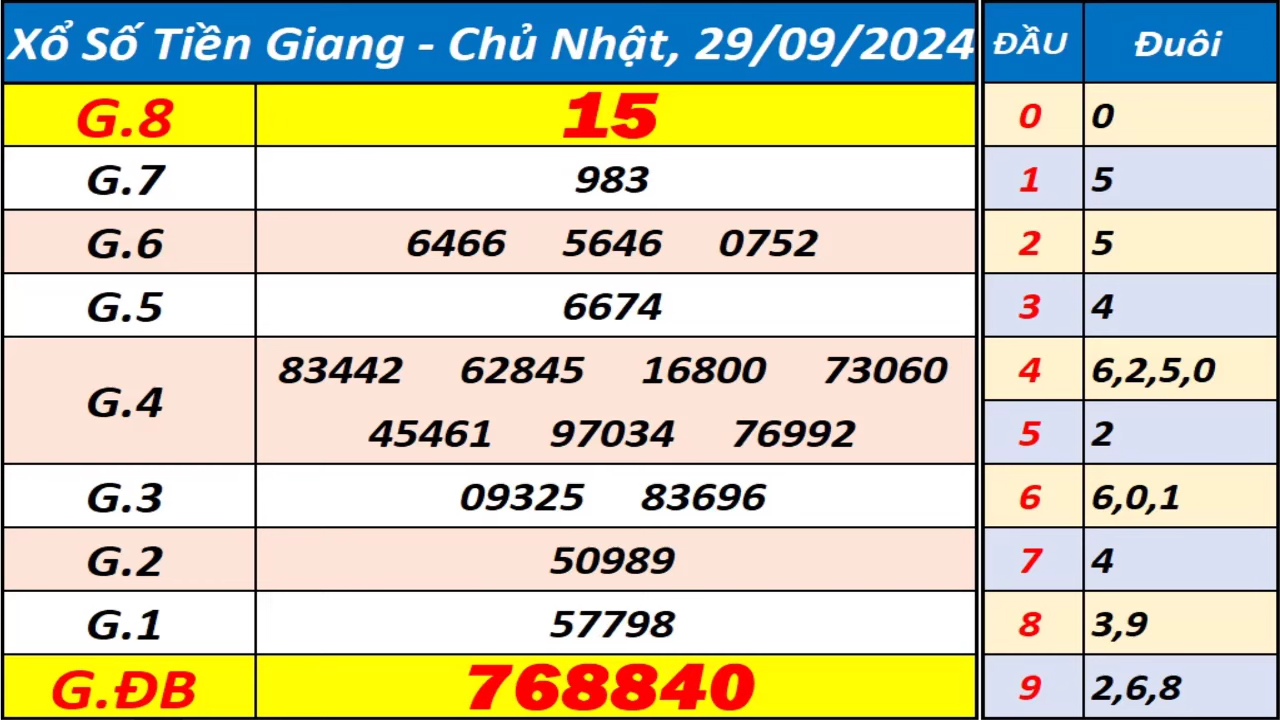 Xổ Số Tiền Giang - Chủ Nhật, 29/09/2024 ĐẦU Đuôi
G.8 15 0 0
G.7 983 1 5
G.6 6466 5646 0752 2 5
G.5 6674 3 4
G.4 83442 62845 16800 73060 4 6,2,5,0
45461 97034 76992 5 2
G.3 09325 83696 6 6,0,1
G.2 50989 7 4
G.1 57798 8 3,9
G.ĐB 768840 9 2,6,8